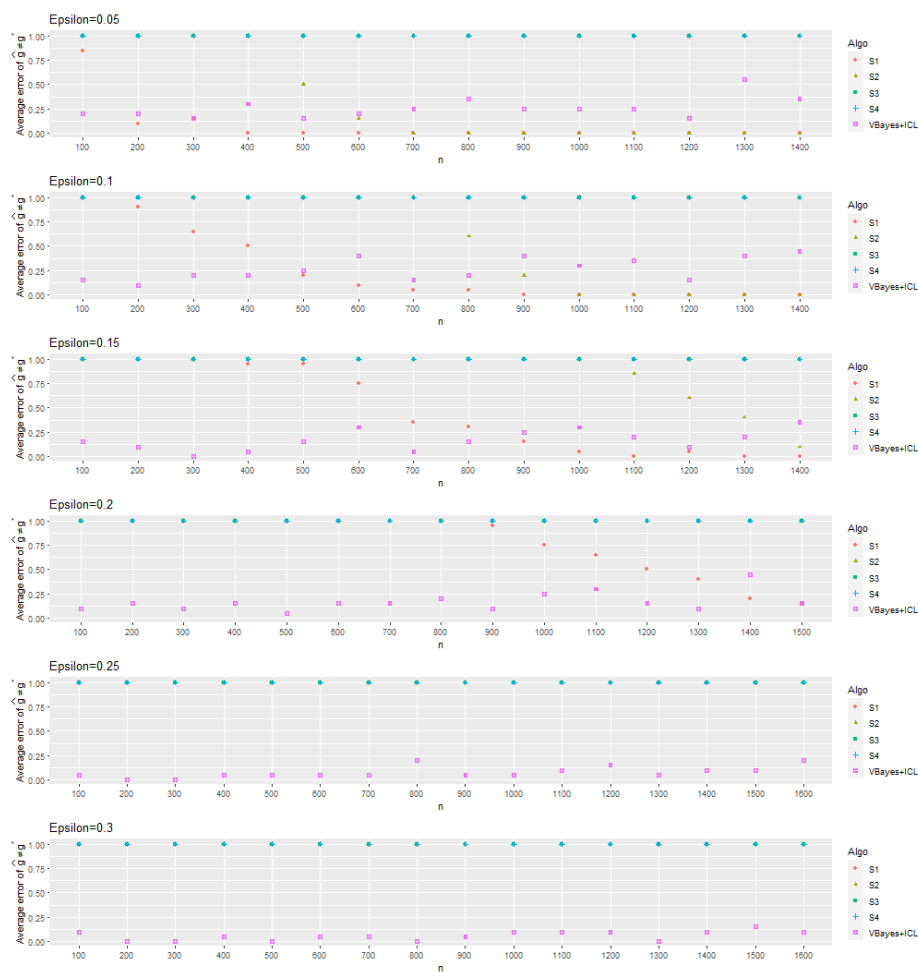 Epsilon=0.05
Average error of ĝ ≠g*
1.00
0.75
0.50
0.25
0.00
100 200 300 400 500 600 700 800 900 1000 1100 1200 1300 1400
n
Algo
S1
S2
S3
S4
VBayes+ICL
Epsilon=0.1
Average error of ĝ ≠g*
1.00
0.75
0.50
0.25
0.00
100 200 300 400 500 600 700 800 900 1000 1100 1200 1300 1400
n
Algo
S1
S2
S3
S4
VBayes+ICL
Epsilon=0.15
Average error of ĝ ≠g*
1.00
0.75
0.50
0.25
0.00
100 200 300 400 500 600 700 800 900 1000 1100 1200 1300 1400
n
Algo
S1
S2
S3
S4
VBayes+ICL
Epsilon=0.2
Average error of ĝ ≠g*
1.00
0.75
0.50
0.25
0.00
100 200 300 400 500 600 700 800 900 1000 1100 1200 1300 1400 1500
n
Algo
S1
S2
S3
S4
VBayes+ICL
Epsilon=0.25
Average error of ĝ ≠g*
1.00
0.75
0.50
0.25
0.00
100 200 300 400 500 600 700 800 900 1000 1100 1200 1300 1400 1500 1600
n
Algo
S1
S2
S3
S4
VBayes+ICL
Epsilon=0.3
Average error of ĝ ≠g*
1.00
0.75
0.50
0.25
0.00
100 200 300 400 500 600 700 800 900 1000 1100 1200 1300 1400 1500 1600
n
Algo
S1
S2
S3
S4
VBayes+ICL